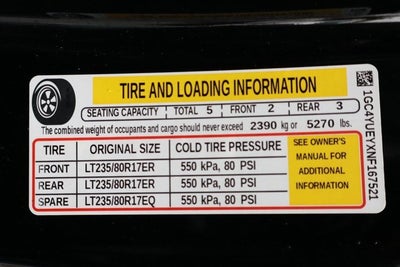 TIRE AND LOADING INFORMATION
SEATING CAPACITY TOTAL 5 FRONT 2 REAR 3
The combined weight of occupants and cargo should never exceed 2390 kg or 5270 lbs.
TIRE ORIGINAL SIZE COLD TIRE PRESSURE
FRONT LT235/80R17ER 550 kPa, 80 PSI
REAR LT235/80R17ER 550 kPa, 80 PSI
SPARE LT235/80R17EQ 550 kPa, 80 PSI
SEE OWNER'S
MANUAL FOR
ADDITIONAL
INFORMATION
1GC4YUEYXNF167521